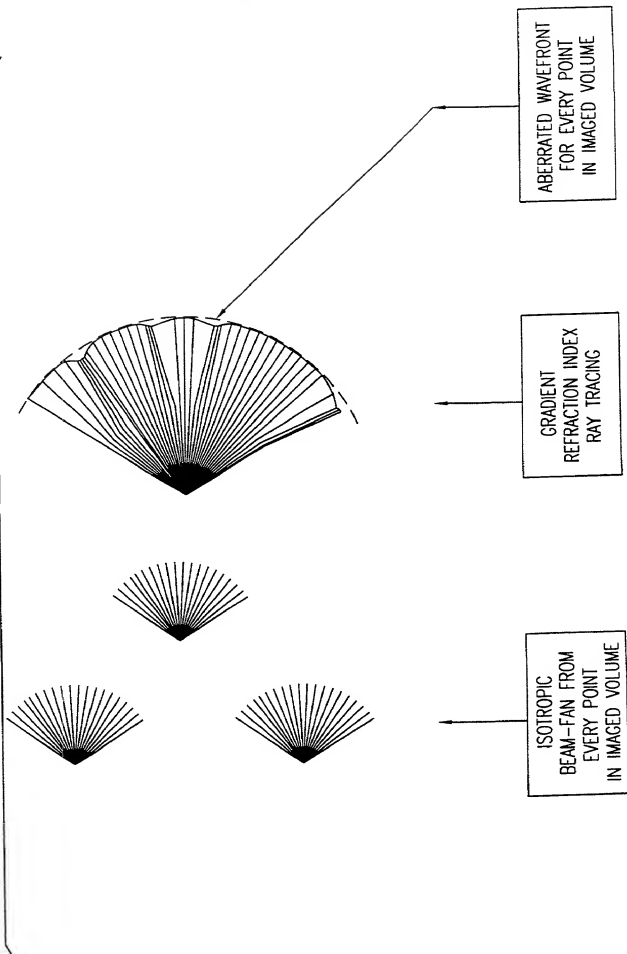 ISOTROPIC
BEAM-FAN FROM
EVERY POINT
IN IMAGED VOLUME
GRADIENT
REFRACTION INDEX
RAY TRACING
ABERRATED WAVEFRONT
FOR EVERY POINT
IN IMAGED VOLUME